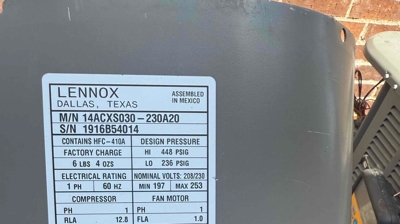 LENNOX
DALLAS, TEXAS
ASSEMBLED IN MEXICO
M/N 14ACXS030-230A20
S/N 1916B54014
CONTAINS HFC-410A DESIGN PRESSURE
FACTORY CHARGE HI 448 PSIG
6 LBS 4 OZS LO 236 PSIG
ELECTRICAL RATING NOMINAL VOLTS: 208/230
1 PH 60 HZ MIN 197 MAX 253
COMPRESSOR FAN MOTOR
PH 1 PH 1
RLA 12.8 FLA 1.0